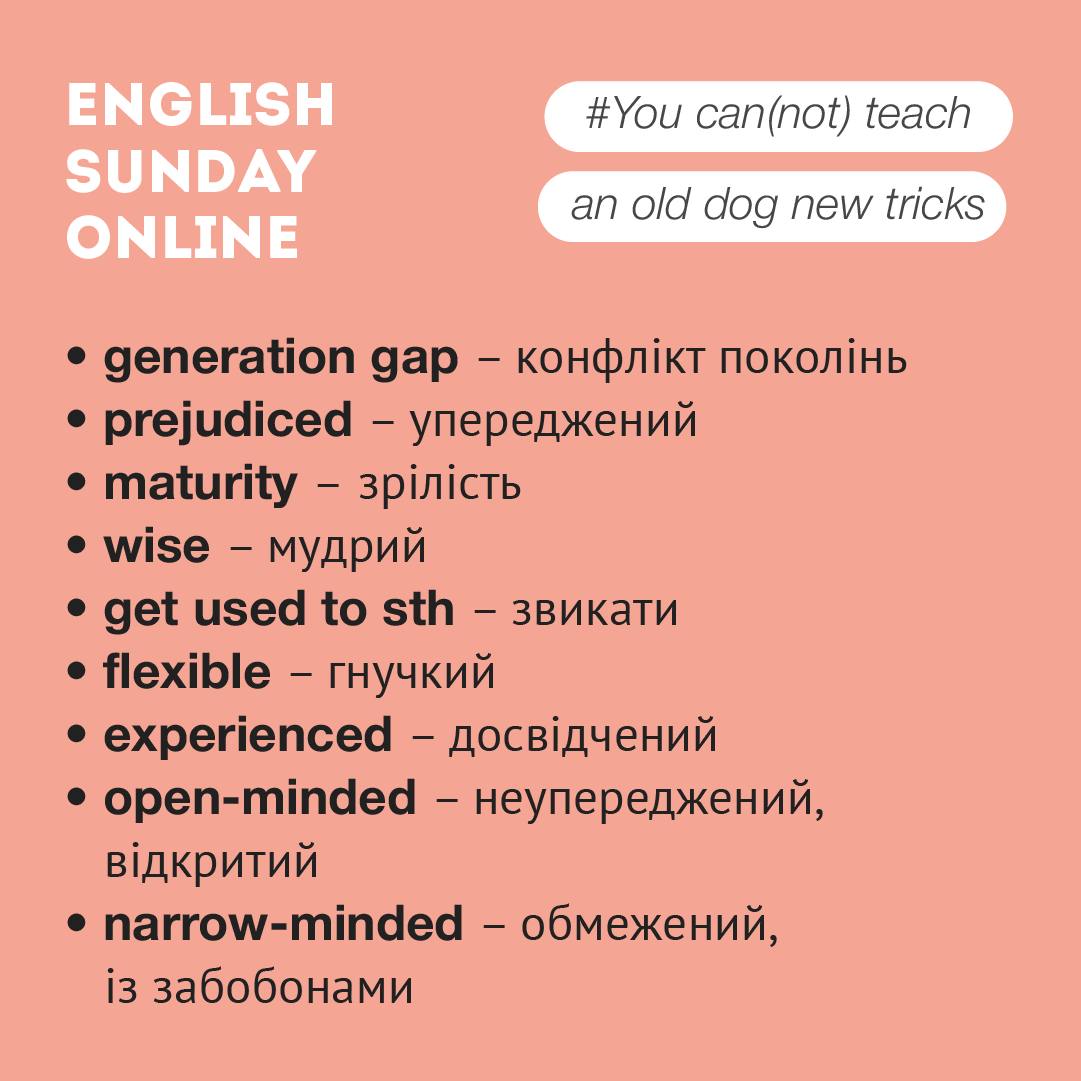 ENGLISH
SUNDAY
ONLINE
#You can(not) teach
an old dog new tricks
• generation gap – конфлікт поколінь
• prejudiced – упереджений
• maturity – зрілість
• wise – мудрий
• get used to sth – звикати
• flexible – гнучкий
• experienced – досвідчений
• open-minded – неупереджений,
відкритий
• narrow-minded – обмежений,
із забобонами